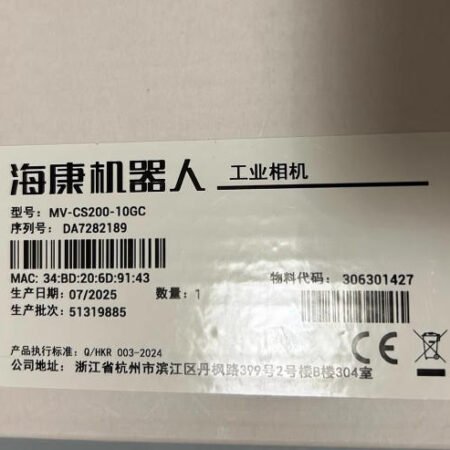 海康机器人 工业相机
型号: MV-CS200-10GC
序列号: DA7282189
MAC: 34:BD:20:6D:91:43
物料代码: 306301427
生产日期: 07/2025 数量: 1
生产批次: 51319885
产品执行标准: Q/HKR 003-2024
公司地址: 浙江省杭州市滨江区丹枫路399号2号楼B楼304室
CE